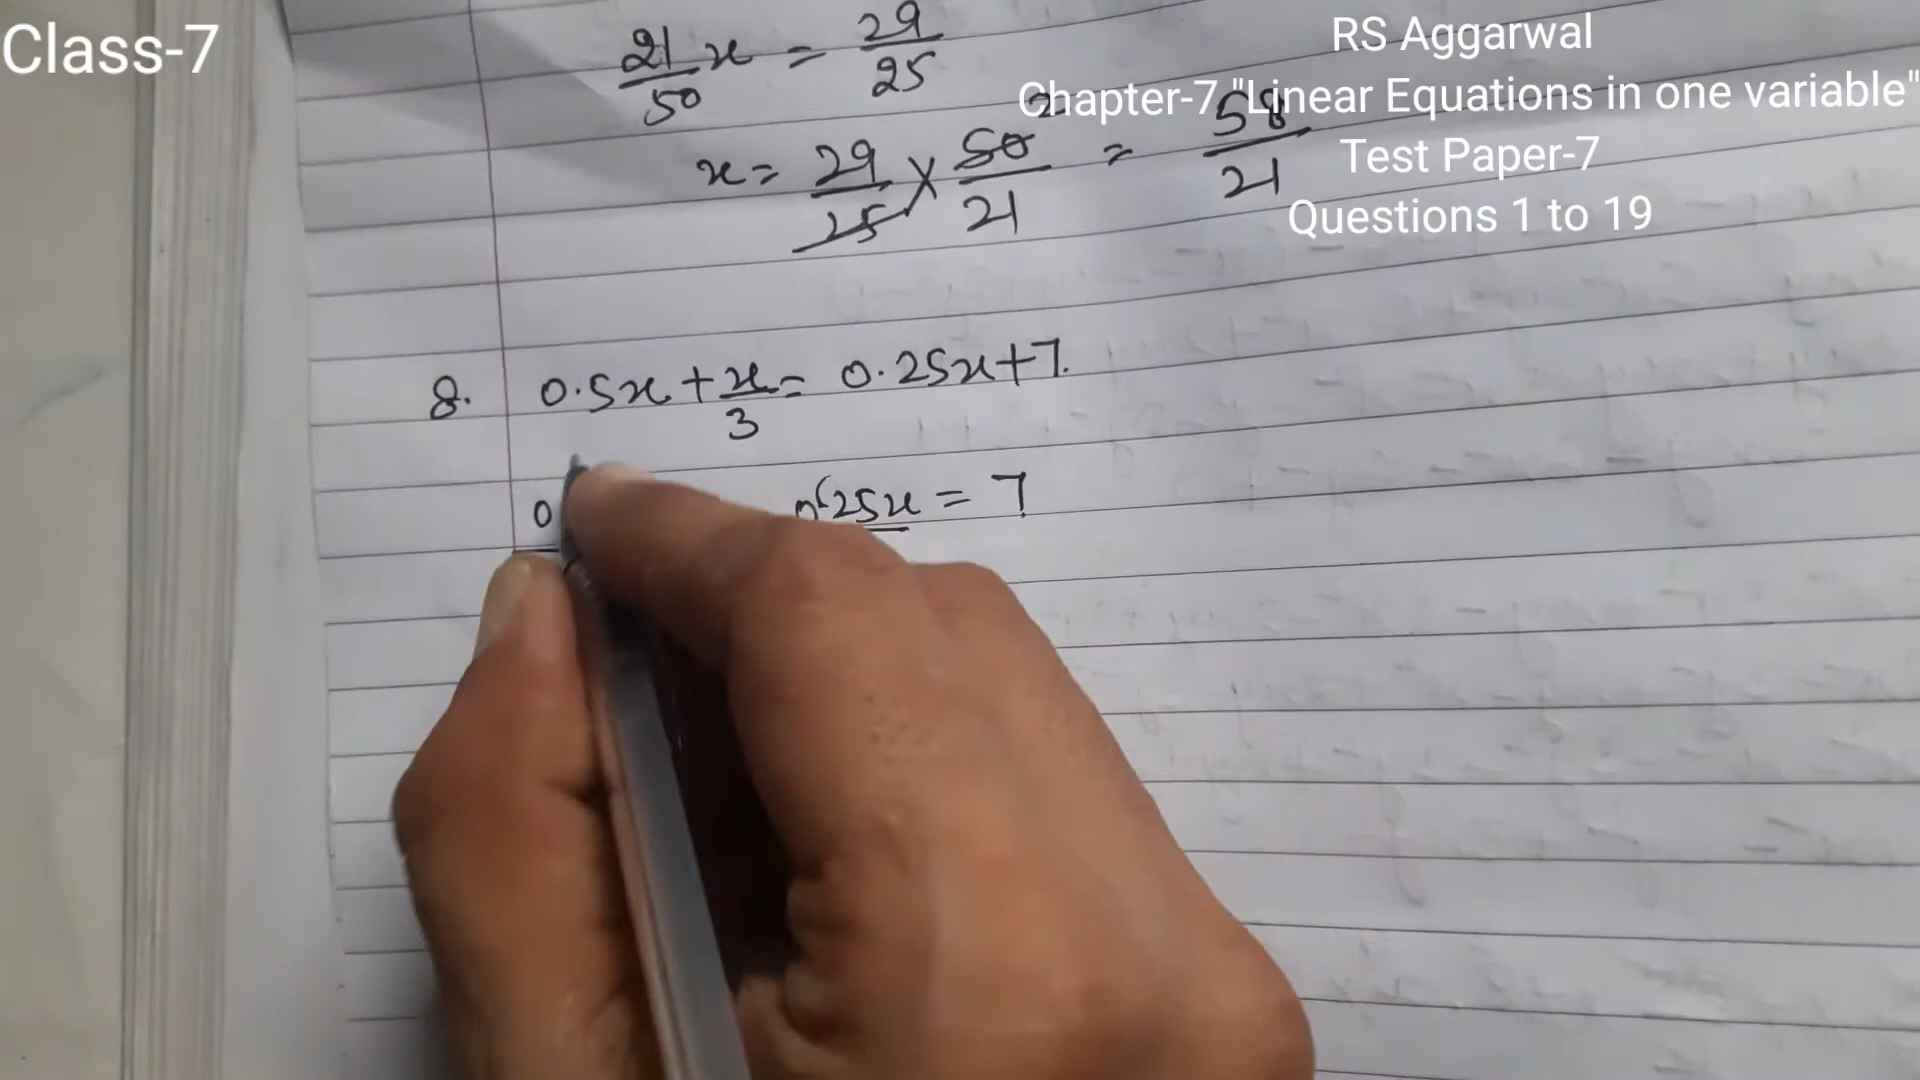 Class-7
RS Aggarwal
Chapter-7 "Linear Equations in one variable"
Test Paper-7
Questions 1 to 19
21/50 x = 29/25
x = 29/25 × 50/21 = 58/21
2
8. 0.5x + x/3 = 0.25x + 7.
0 0.25x = 7